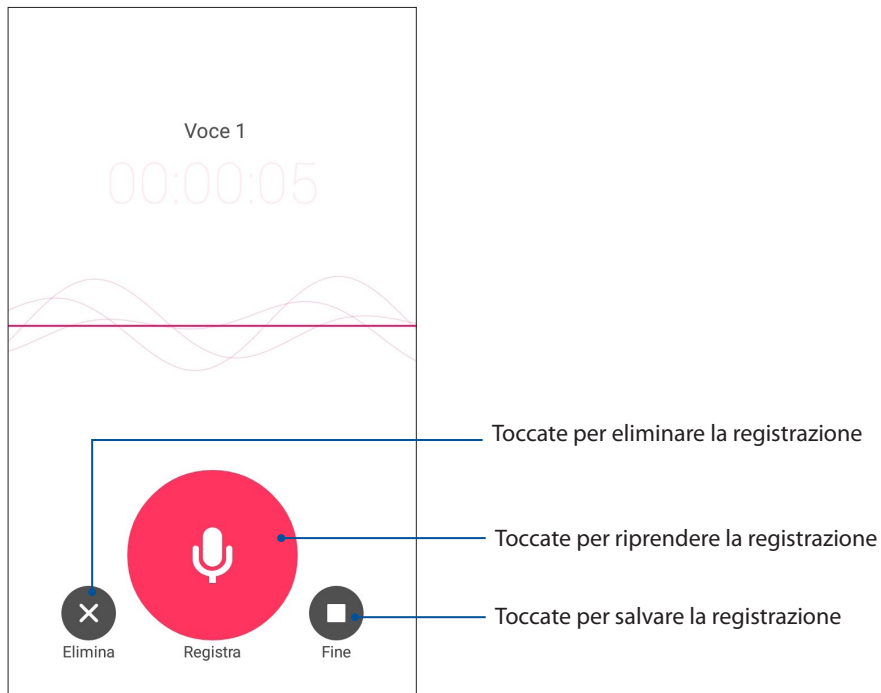 Voce 1
00:00:05
Toccate per eliminare la registrazione
Toccate per riprendere la registrazione
Toccate per salvare la registrazione
Elimina
Registra
Fine